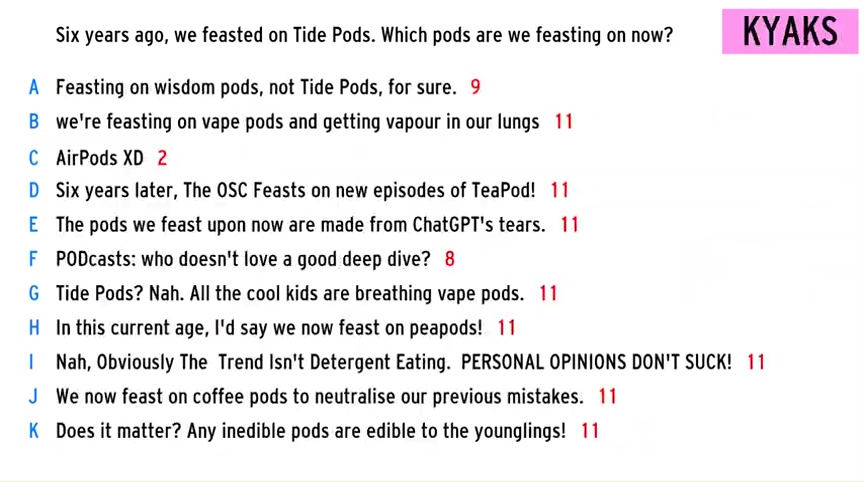 Six years ago, we feasted on Tide Pods. Which pods are we feasting on now?
KYAKS
A Feasting on wisdom pods, not Tide Pods, for sure. 9
B we're feasting on vape pods and getting vapour in our lungs 11
C AirPods XD 2
D Six years later, The OSC Feasts on new episodes of TeaPod! 11
E The pods we feast upon now are made from ChatGPT's tears. 11
F PODcasts: who doesn't love a good deep dive? 8
G Tide Pods? Nah. All the cool kids are breathing vape pods. 11
H In this current age, I'd say we now feast on peapods! 11
I Nah, Obviously The Trend Isn't Detergent Eating. PERSONAL OPINIONS DON'T SUCK! 11
J We now feast on coffee pods to neutralise our previous mistakes. 11
K Does it matter? Any inedible pods are edible to the younglings! 11